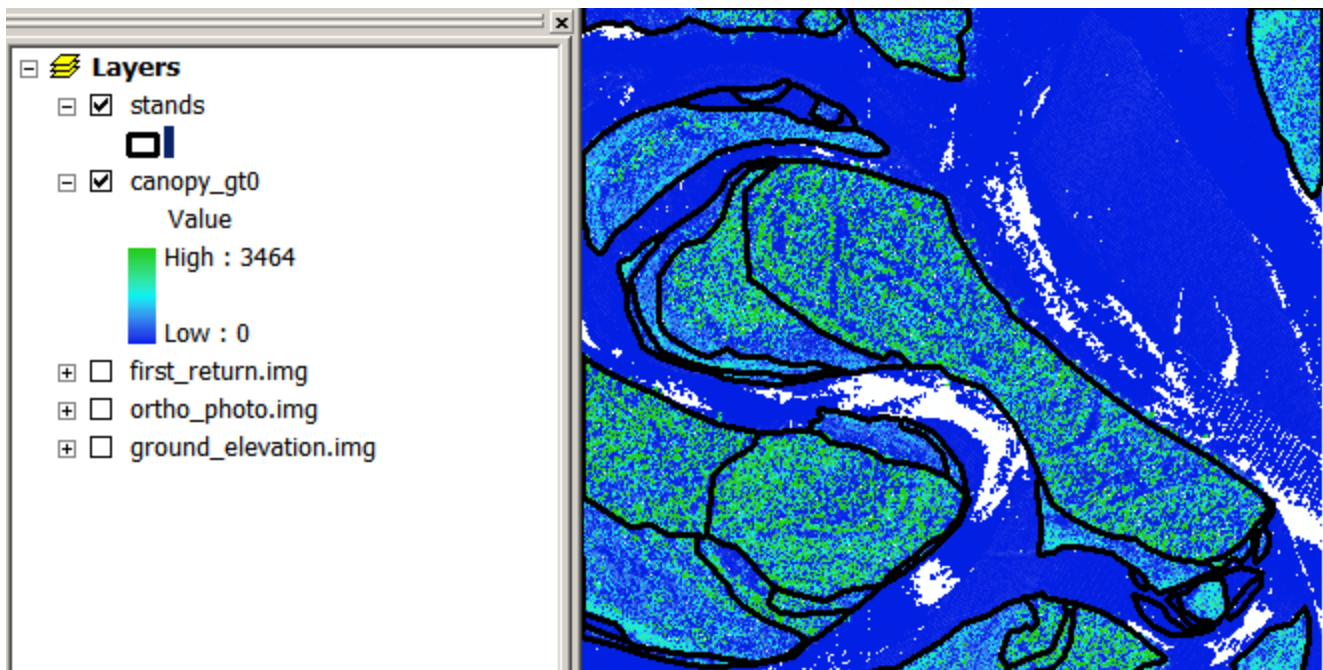 Layers
stands
canopy_gt0
Value
High : 3464
Low : 0
first_return.img
ortho_photo.img
ground_elevation.img